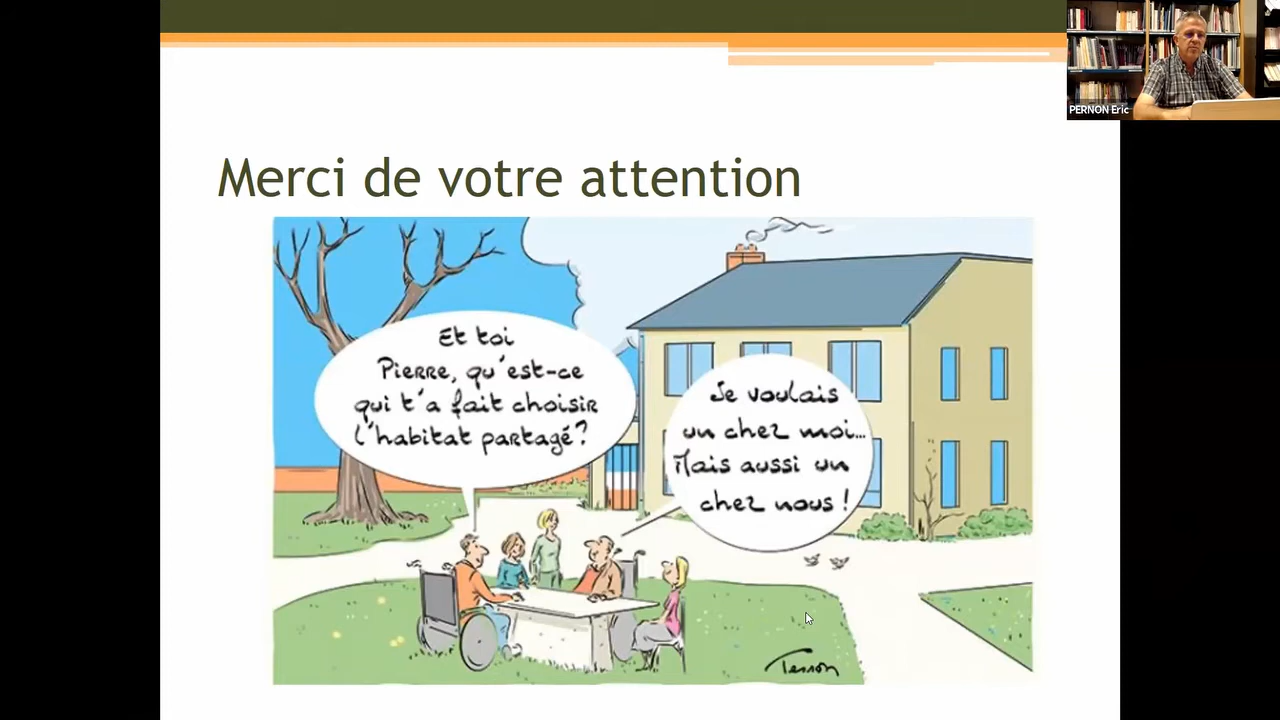 PERNON Eric
Merci de votre attention
Et toi
Pierre, qu'est-ce
qui t'a fait choisir
l'habitat partagé?
Je voulais
un chez moi...
Mais aussi un
chez nous !